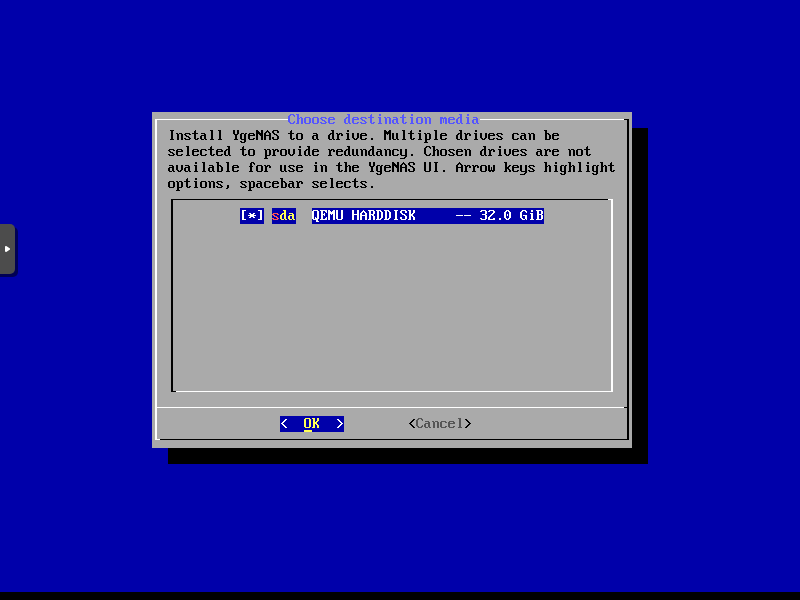 Choose destination media
Install YgeNAS to a drive. Multiple drives can be
selected to provide redundancy. Chosen drives are not
available for use in the YgeNAS UI. Arrow keys highlight
options, spacebar selects.
[*] sda QEMU HARDDISK -- 32.0 GiB
< OK > <Cancel>